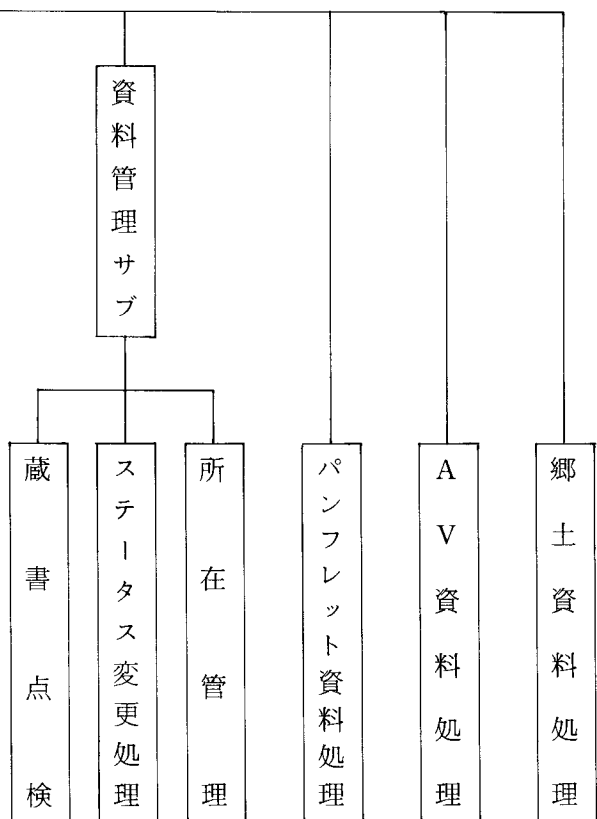 資料管理サブ
蔵書点検
ステータス変更処理
所在管理
パンフレット資料処理
AV資料処理
郷土資料処理